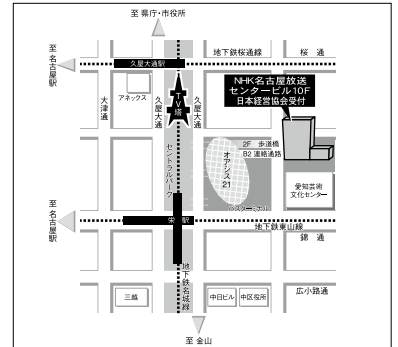 至 県庁・市役所
至名古屋駅
地下鉄桜通線
桜 通
久屋大通駅
NHK名古屋放送
センタービル10F
日本経営協会受付
アネックス
大津通
久屋大通
TV塔
久屋大通
2F 歩道橋
B2 連絡通路
セントラルパーク
オアシス21
愛知芸術
文化センター
バスターミナル
至名古屋駅
栄 駅
地下鉄東山線
錦 通
地下鉄名城線
三越
中日ビル
中区役所
広小路通
至 金山